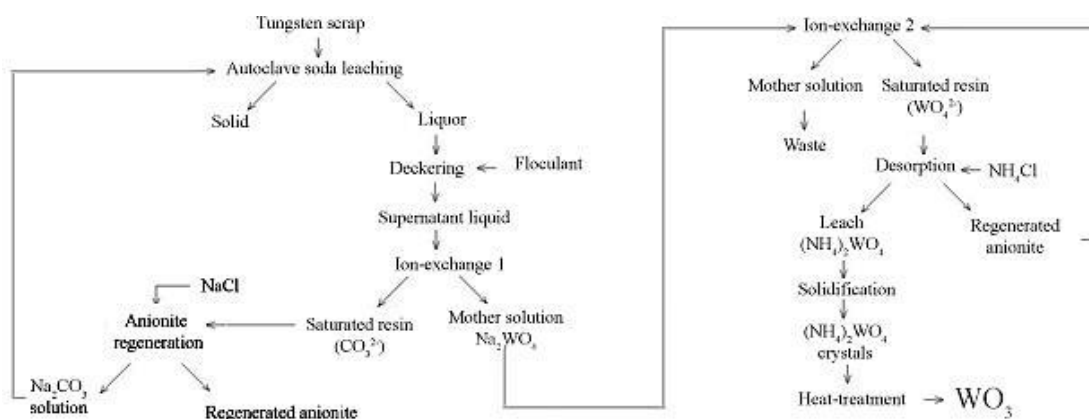 Tungsten scrap
Autoclave soda leaching
Solid
Liquor
Deckering
Floculant
Supernatant liquid
Ion-exchange 1
NaCl
Anionite
regeneration
Saturated resin
(CO₃²⁻)
Mother solution
Na₂WO₄
Na₂CO₃
solution
Regenerated anionite
Ion-exchange 2
Mother solution
Waste
Saturated resin
(WO₄²⁻)
Desorption
NH₄Cl
Leach
(NH₄)₂WO₄
Regenerated
anionite
Solidification
(NH₄)₂WO₄
crystals
Heat-treatment
WO₃